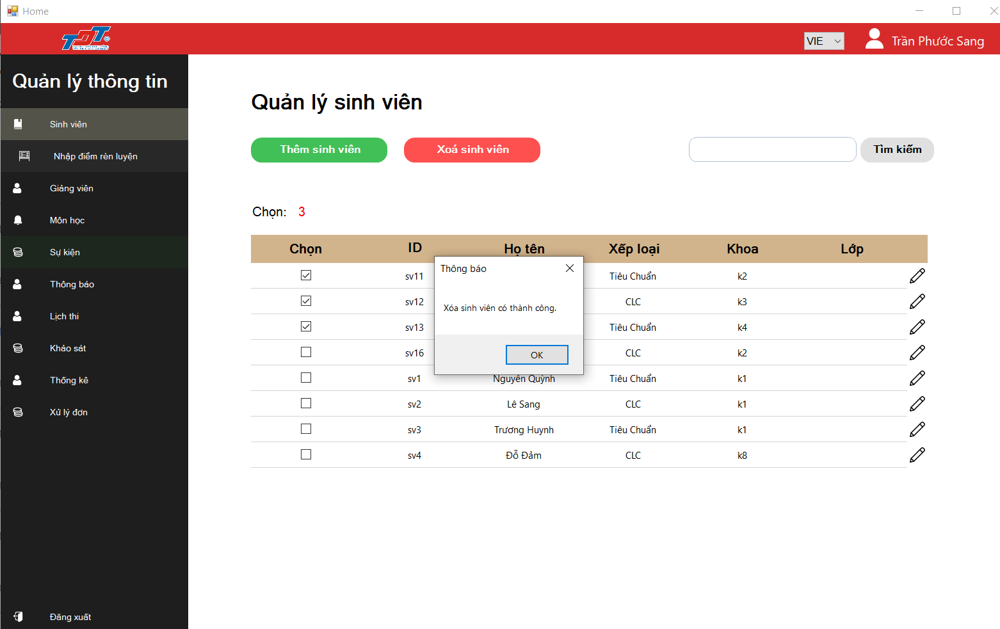 Home
VIE
Trần Phước Sang
Quản lý thông tin
Sinh viên
Nhập điểm rèn luyện
Giảng viên
Môn học
Sự kiện
Thông báo
Lịch thi
Khảo sát
Thống kê
Xử lý đơn
Đăng xuất
Quản lý sinh viên
Thêm sinh viên
Xoá sinh viên
Tìm kiếm
Chọn: 3
Chọn ID Họ tên Xếp loại Khoa Lớp
sv11 Tiêu Chuẩn k2
sv12 CLC k3
sv13 Tiêu Chuẩn k4
sv16 CLC k2
sv1 Nguyên Quỳnh Tiêu Chuẩn k1
sv2 Lê Sang CLC k1
sv3 Trương Huynh Tiêu Chuẩn k1
sv4 Đỗ Đảm CLC k8
Thông báo
Xóa sinh viên có thành công.
OK